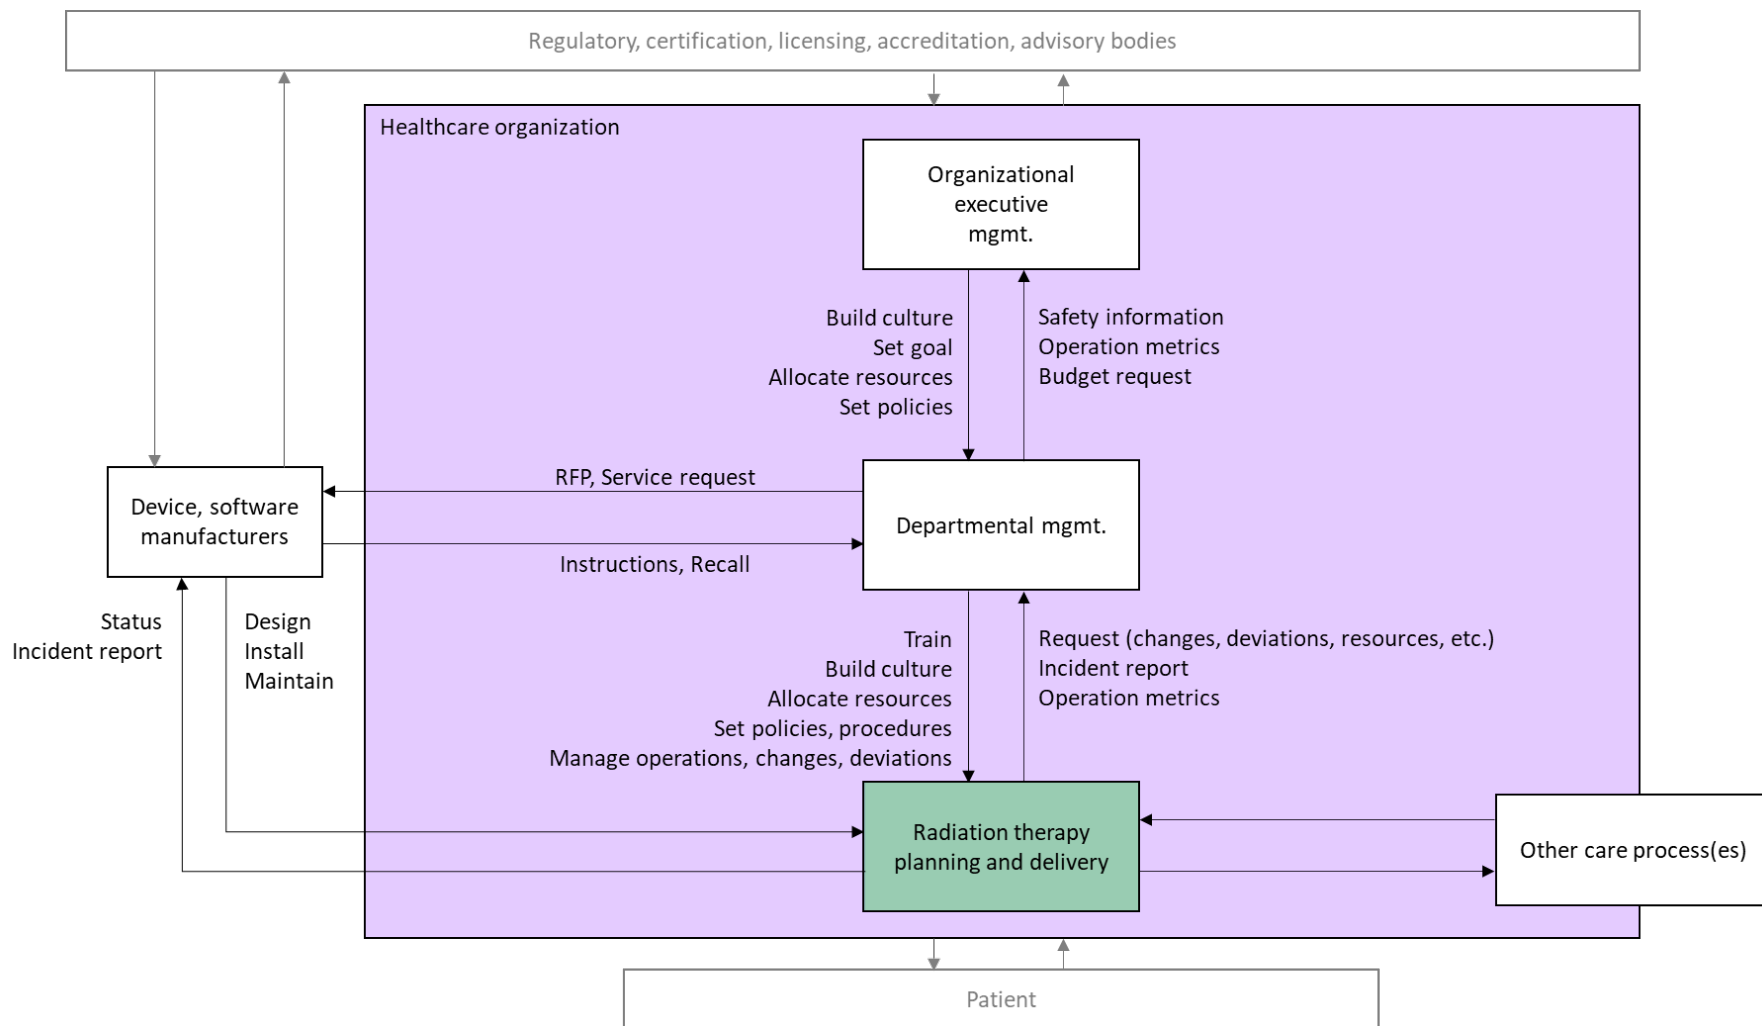 Regulatory, certification, licensing, accreditation, advisory bodies
Healthcare organization
Organizational
executive
mgmt.
Build culture
Set goal
Allocate resources
Set policies
Safety information
Operation metrics
Budget request
RFP, Service request
Device, software
manufacturers
Departmental mgmt.
Instructions, Recall
Status
Incident report
Design
Install
Maintain
Train
Build culture
Allocate resources
Set policies, procedures
Manage operations, changes, deviations
Request (changes, deviations, resources, etc.)
Incident report
Operation metrics
Radiation therapy
planning and delivery
Other care process(es)
Patient